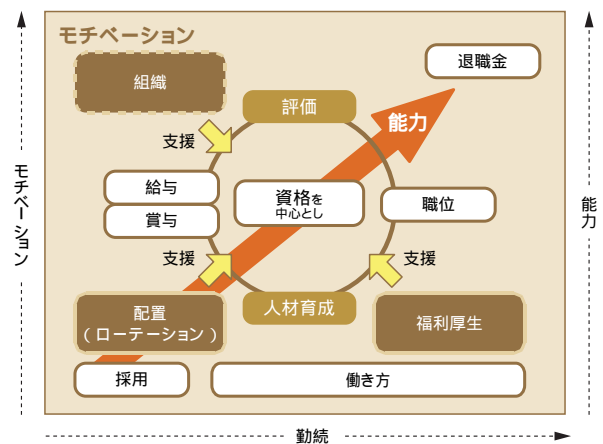 モチベーション
退職金
組織
評価
能力
支援
給与
賞与
資格を
中心とし
職位
支援
支援
配置
(ローテーション)
人材育成
福利厚生
採用
働き方
モチベーション
能力
勤続